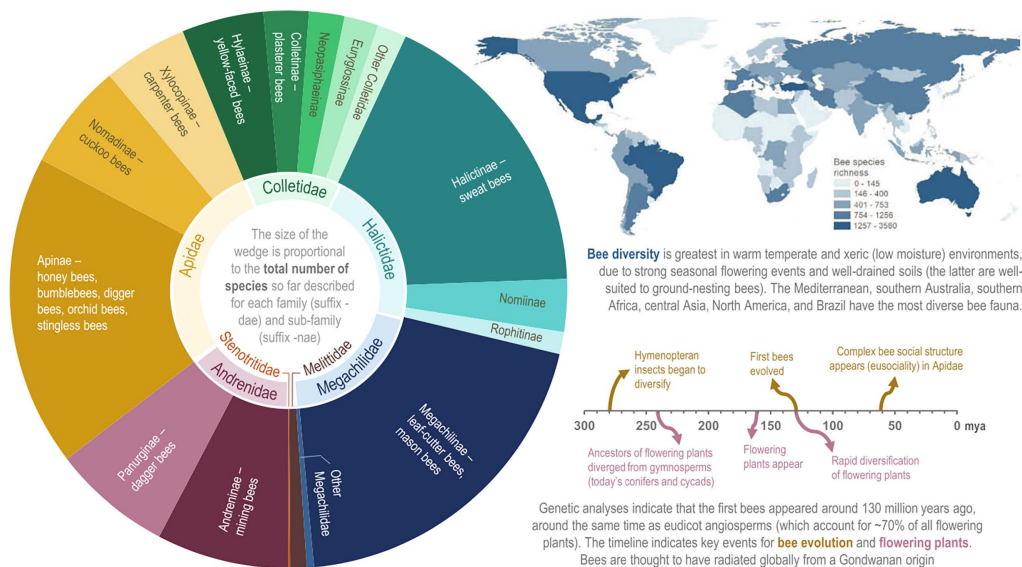 Hylaeinae –
yellow-faced bees
Colletinae –
plasterer bees
Neopasiphaeinae
Euryglossinae
Other Colletidae
Xylocopinae –
carpenter bees
Nomadinae –
cuckoo bees
Apinae –
honey bees,
bumblebees, digger
bees, orchid bees,
stingless bees
Panurginae –
dagger bees
Andreninae –
mining bees
Other
Megachilidae
Megachilinae –
leaf-cutter bees,
mason bees
Rophitinae
Nomiinae
Halictinae –
sweat bees
Colletidae
Halictidae
Apidae
Stenotritidae
Andrenidae
Melittidae
Megachilidae
The size of the
wedge is proportional
to the total number of
species so far described
for each family (suffix -
dae) and sub-family
(suffix -nae)
Bee species
richness
0 - 145
146 - 400
401 - 753
754 - 1256
1257 - 3580
Bee diversity is greatest in warm temperate and xeric (low moisture) environments,
due to strong seasonal flowering events and well-drained soils (the latter are well-
suited to ground-nesting bees). The Mediterranean, southern Australia, southern
Africa, central Asia, North America, and Brazil have the most diverse bee fauna.
Hymenopteran
insects began to
diversify
First bees
evolved
Complex bee social structure
appears (eusociality) in Apidae
300 250 200 150 100 50 0 mya
Ancestors of flowering plants
diverged from gymnosperms
(today's conifers and cycads)
Flowering
plants appear
Rapid diversification
of flowering plants
Genetic analyses indicate that the first bees appeared around 130 million years ago,
around the same time as eudicot angiosperms (which account for ~70% of all flowering
plants). The timeline indicates key events for bee evolution and flowering plants.
Bees are thought to have radiated globally from a Gondwanan origin